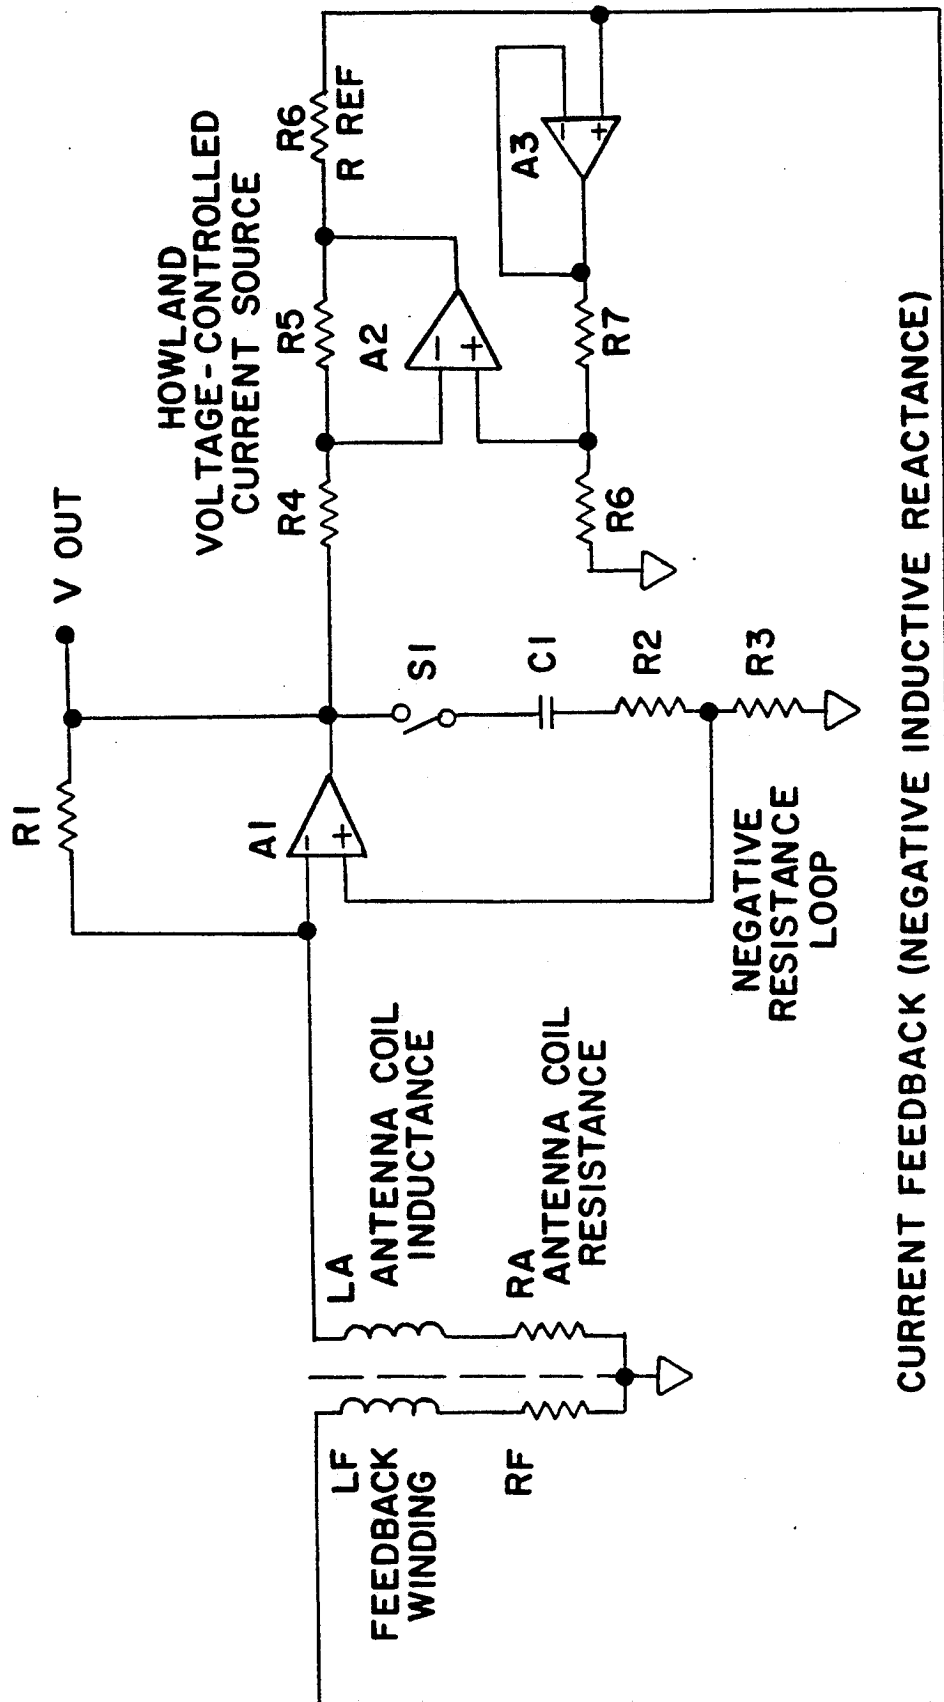 LF
FEEDBACK
WINDING
RF
LA
ANTENNA COIL
INDUCTANCE
RA
ANTENNA COIL
RESISTANCE
R1
V OUT
A1
-
+
S1
C1
R2
R3
NEGATIVE
RESISTANCE
LOOP
HOWLAND
VOLTAGE-CONTROLLED
CURRENT SOURCE
R4
R5
R6
R REF
A2
-
+
R6
R7
A3
-
+
CURRENT FEEDBACK (NEGATIVE INDUCTIVE REACTANCE)